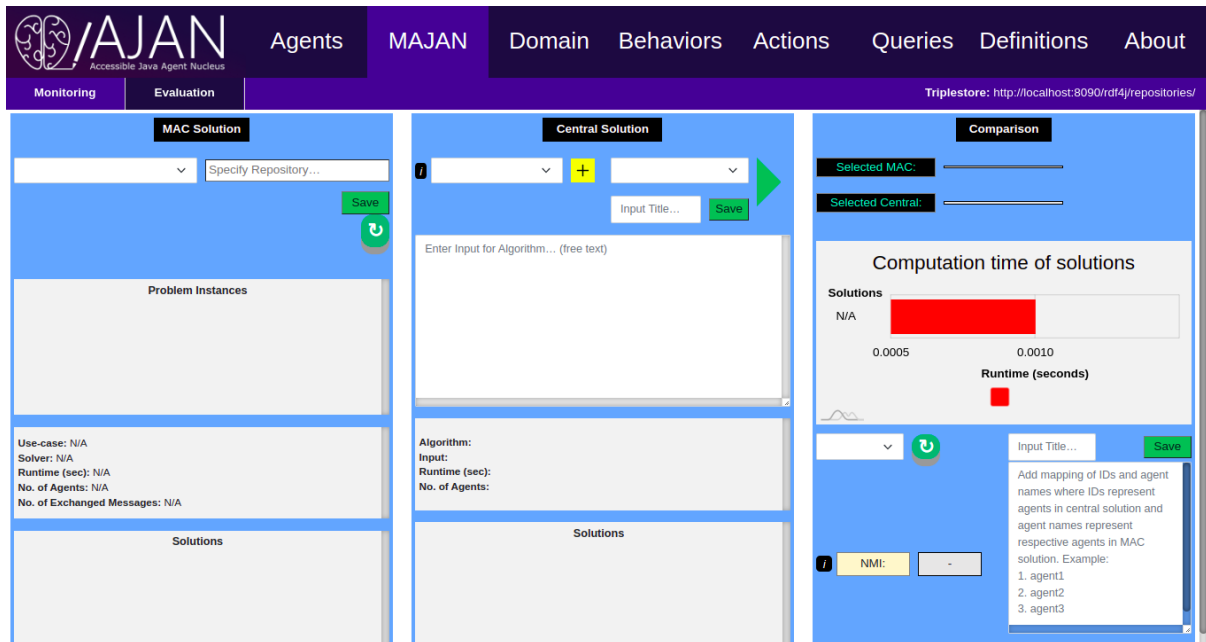 AJAN
Accessible Java Agent Nucleus
Agents MAJAN Domain Behaviors Actions Queries Definitions About
Monitoring Evaluation Triplestore: http://localhost:8090/rdf4j/repositories/
MAC Solution
Specify Repository…
Save
↻
Problem Instances
Use-case: N/A
Solver: N/A
Runtime (sec): N/A
No. of Agents: N/A
No. of Exchanged Messages: N/A
Solutions
Central Solution
i +
Input Title… Save
Enter Input for Algorithm… (free text)
Algorithm:
Input:
Runtime (sec):
No. of Agents:
Solutions
Comparison
Selected MAC:
Selected Central:
Computation time of solutions
Solutions
N/A
0.0005 0.0010
Runtime (seconds)
↻ Input Title… Save
Add mapping of IDs and agent
names where IDs represent
agents in central solution and
agent names represent
respective agents in MAC
solution. Example:
1. agent1
2. agent2
3. agent3
i NMI: -